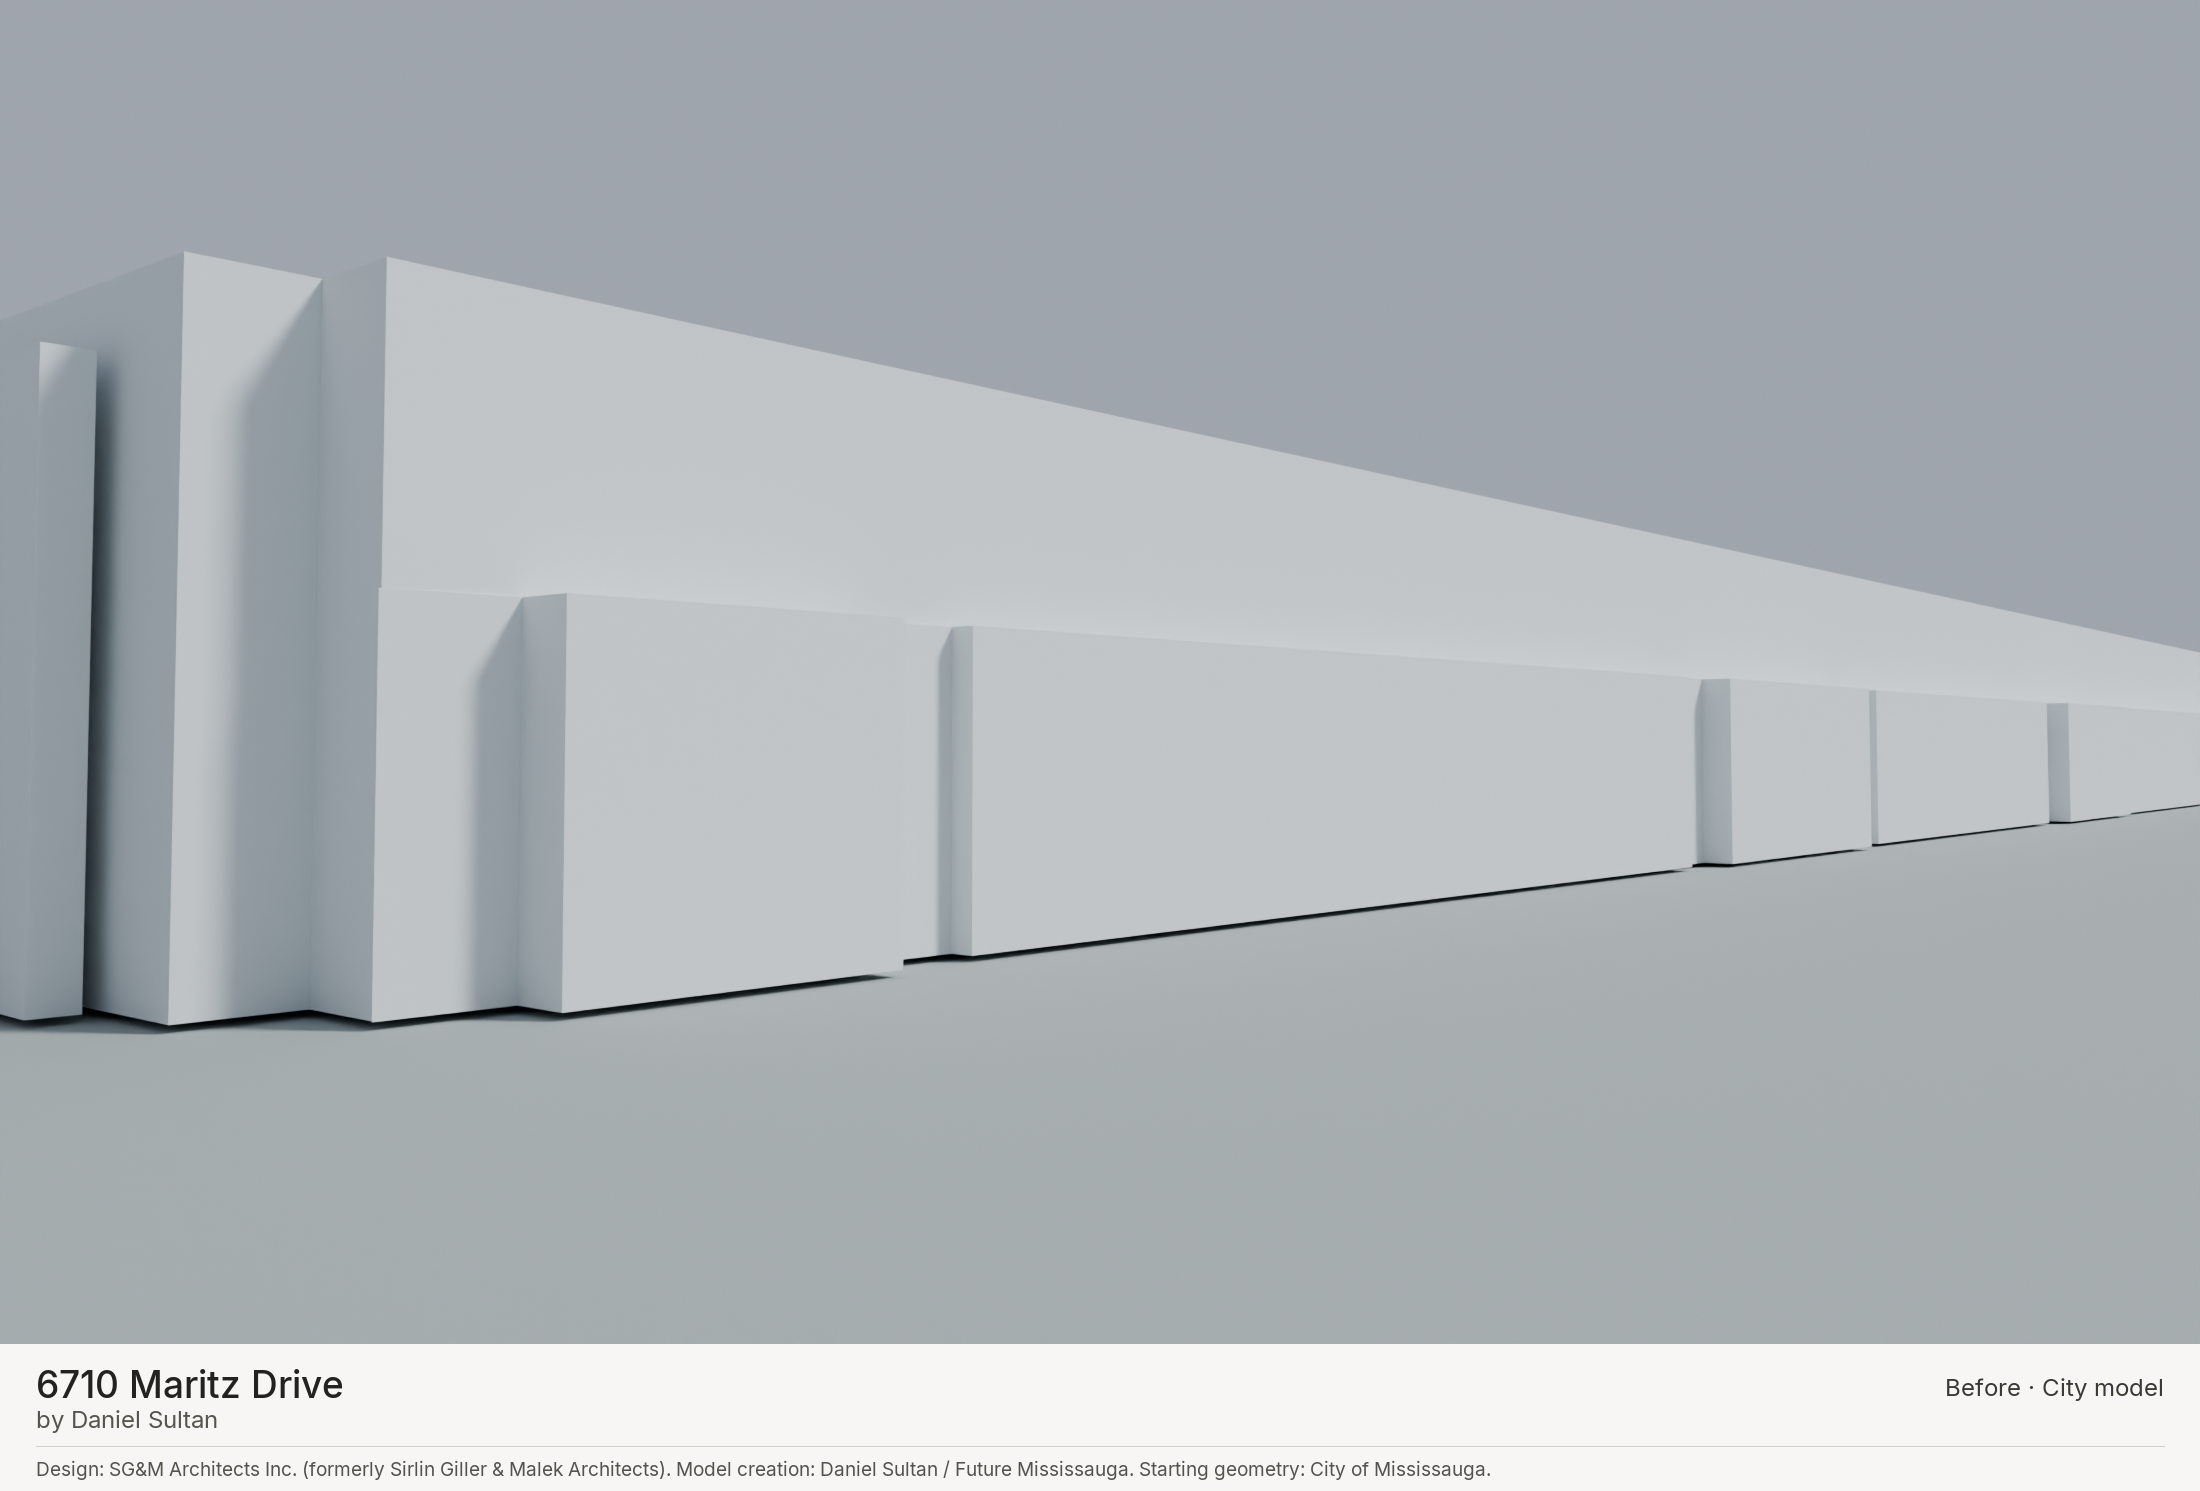 6710 Maritz Drive
Before · City model
by Daniel Sultan
Design: SG&M Architects Inc. (formerly Sirlin Giller & Malek Architects). Model creation: Daniel Sultan / Future Mississauga. Starting geometry: City of Mississauga.